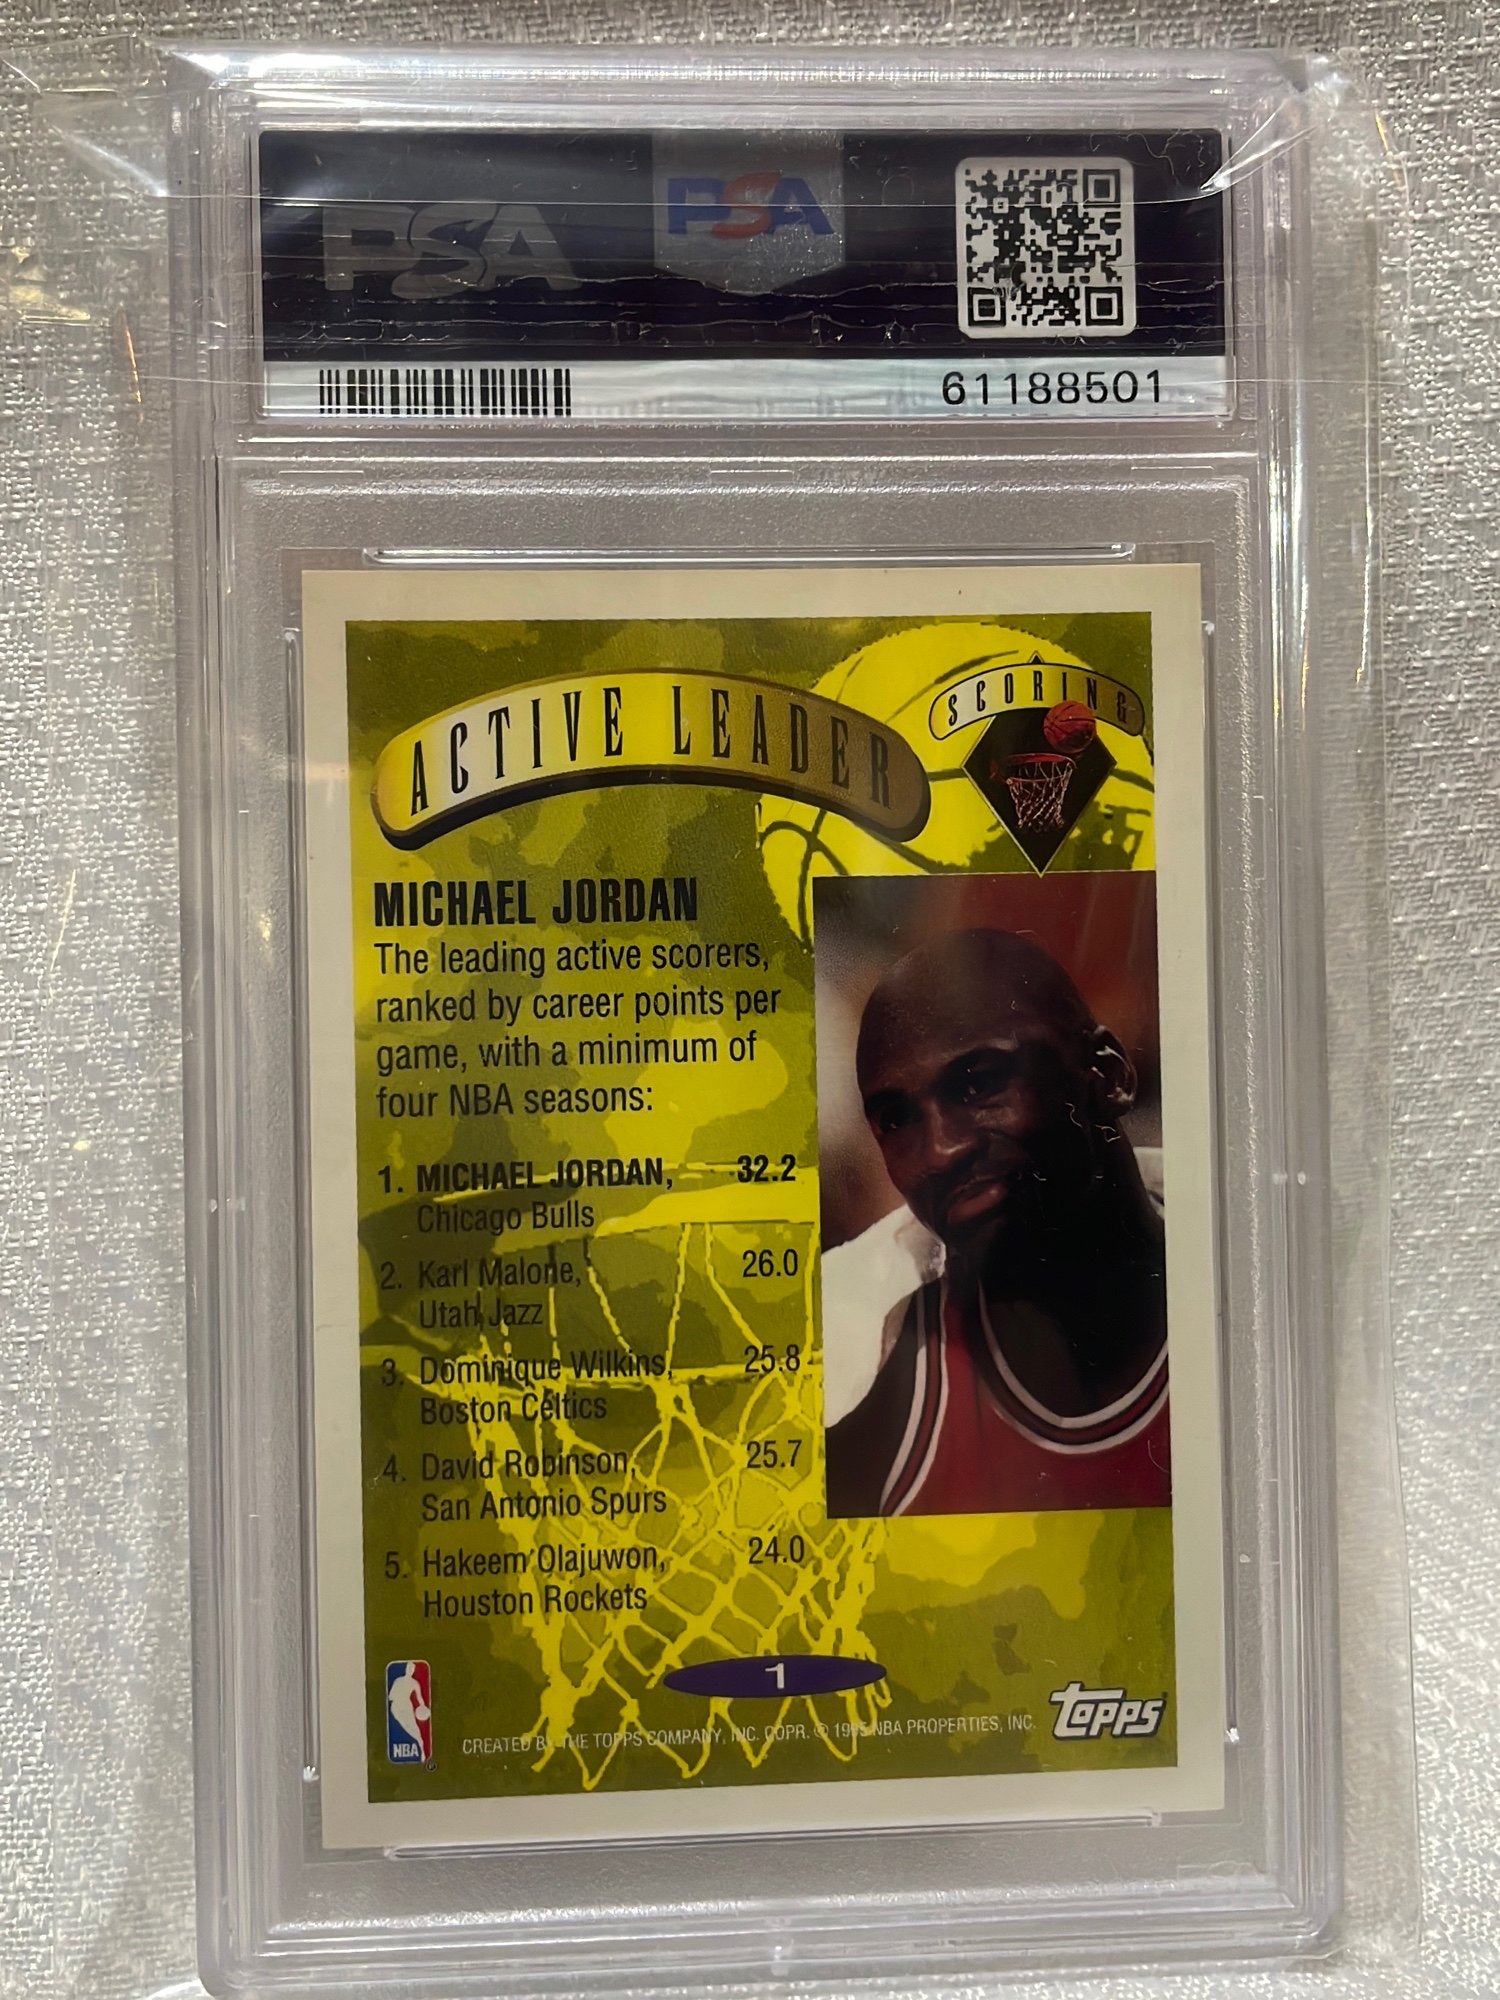 PSA
PSA
61188501
ACTIVE LEADER
SCORING
MICHAEL JORDAN
The leading active scorers,
ranked by career points per
game, with a minimum of
four NBA seasons:
1. MICHAEL JORDAN, 32.2
Chicago Bulls
2. Karl Malone, 26.0
Utah Jazz
3. Dominique Wilkins, 25.8
Boston Celtics
4. David Robinson, 25.7
San Antonio Spurs
5. Hakeem Olajuwon, 24.0
Houston Rockets
1
NBA
®
CREATED BY THE TOPPS COMPANY, INC. COPR. © 1995 NBA PROPERTIES, INC.
TOPPS